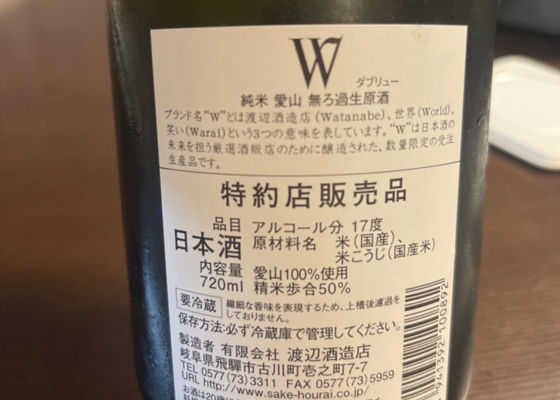 W
ダブリュー
純米 愛山 無ろ過生原酒
ブランド名"W"とは渡辺酒造店(Watanabe)、世界(World)、
笑い(Warai)という3つの意味を表しています。"W"は日本酒の
未来を担う厳選酒販店のために醸造された、数量限定の受注
生産品です。
特約店販売品
品目 アルコール分 17度
日本酒 原材料名 米(国産)、
米こうじ(国産米)
内容量 愛山100%使用
720ml 精米歩合50%
要冷蔵 繊細な香味を表現するため、上槽後濾過を
しておりません。
保存方法:必ず冷蔵庫で管理してください。
製造者 有限会社 渡辺酒造店
岐阜県飛騨市古川町壱之町7-7
TEL 0577(73)3311 FAX 0577(73)5959
URL http://www.sake-hourai.co.jp/
お酒は20歳に
941392 100892